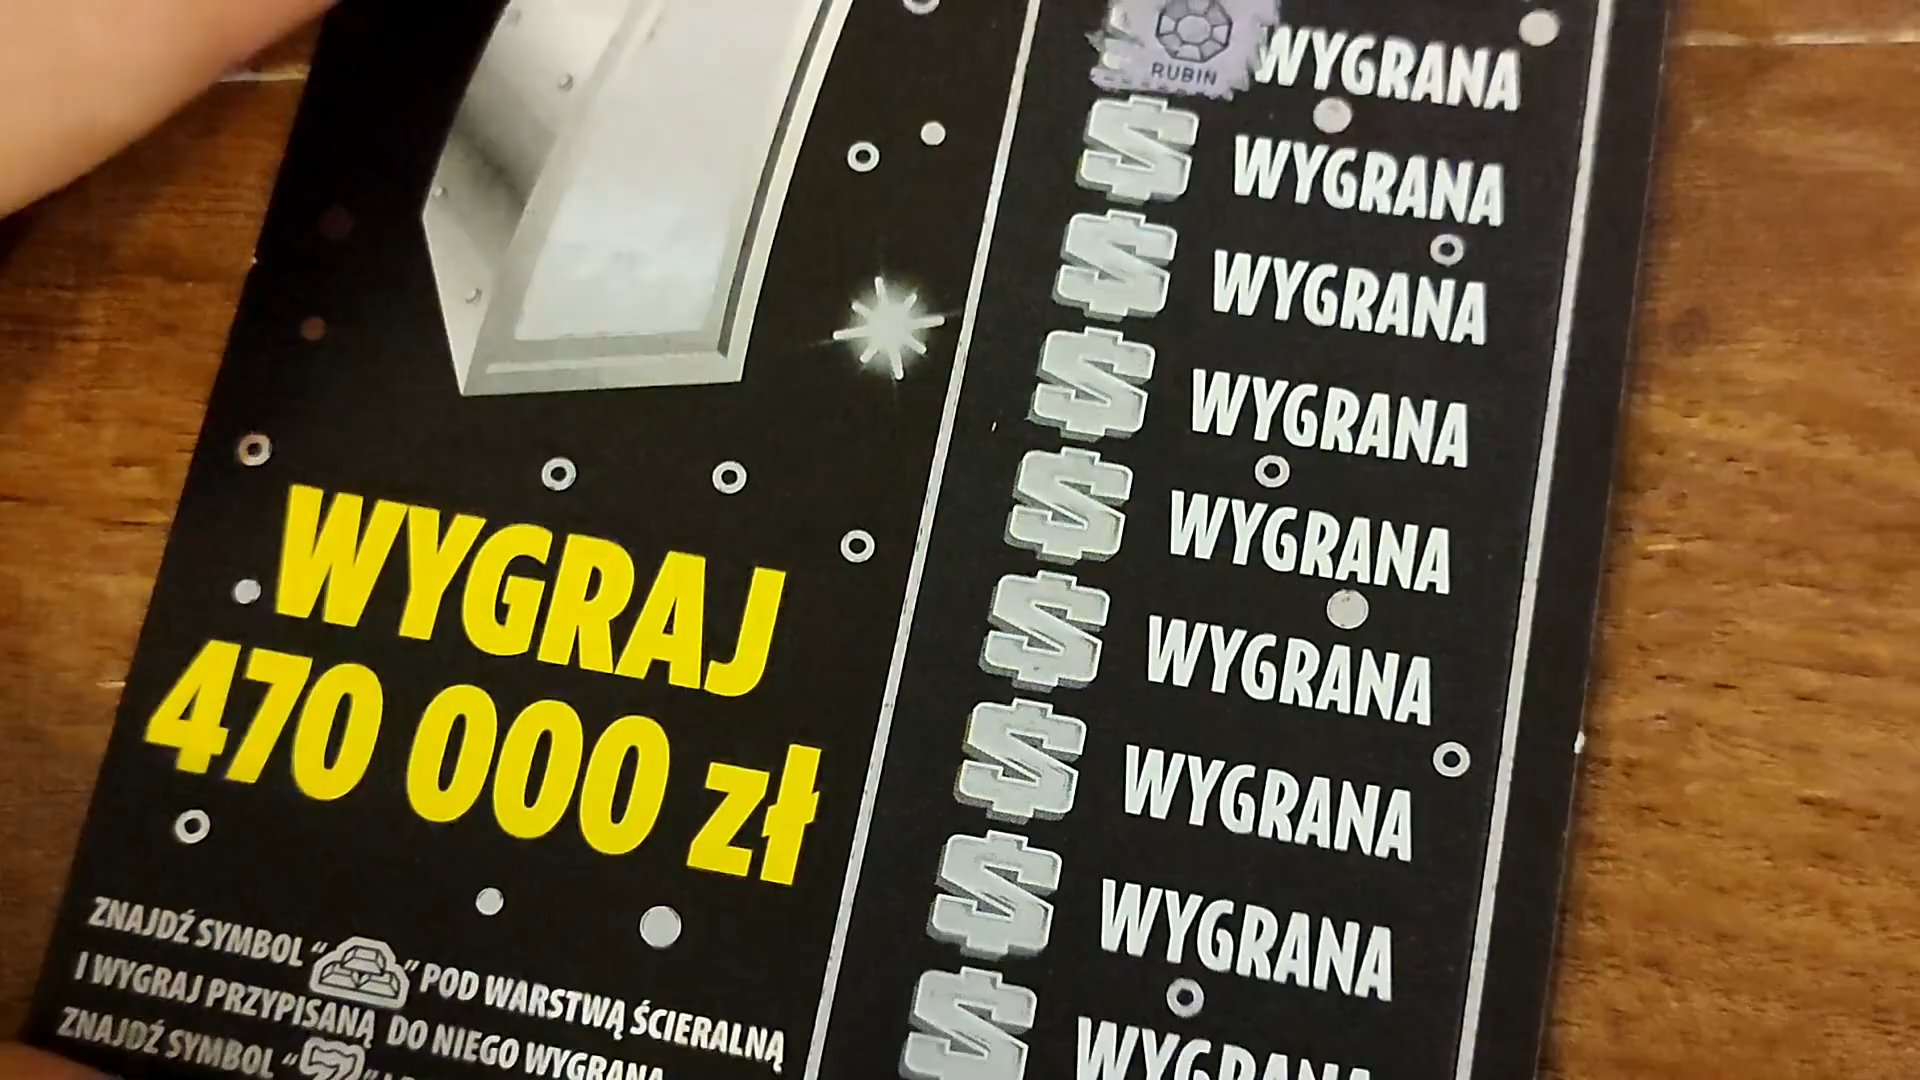 RUBIN
WYGRANA
WYGRANA
WYGRANA
WYGRANA
WYGRANA
WYGRANA
WYGRANA
WYGRANA
WYGRANA
WYGRAJ
470 000 zł
ZNAJDŹ SYMBOL “ ” POD WARSTWĄ ŚCIERALNĄ
I WYGRAJ PRZYPISANĄ DO NIEGO WYGRANĄ
ZNAJDŹ SYMBOL “